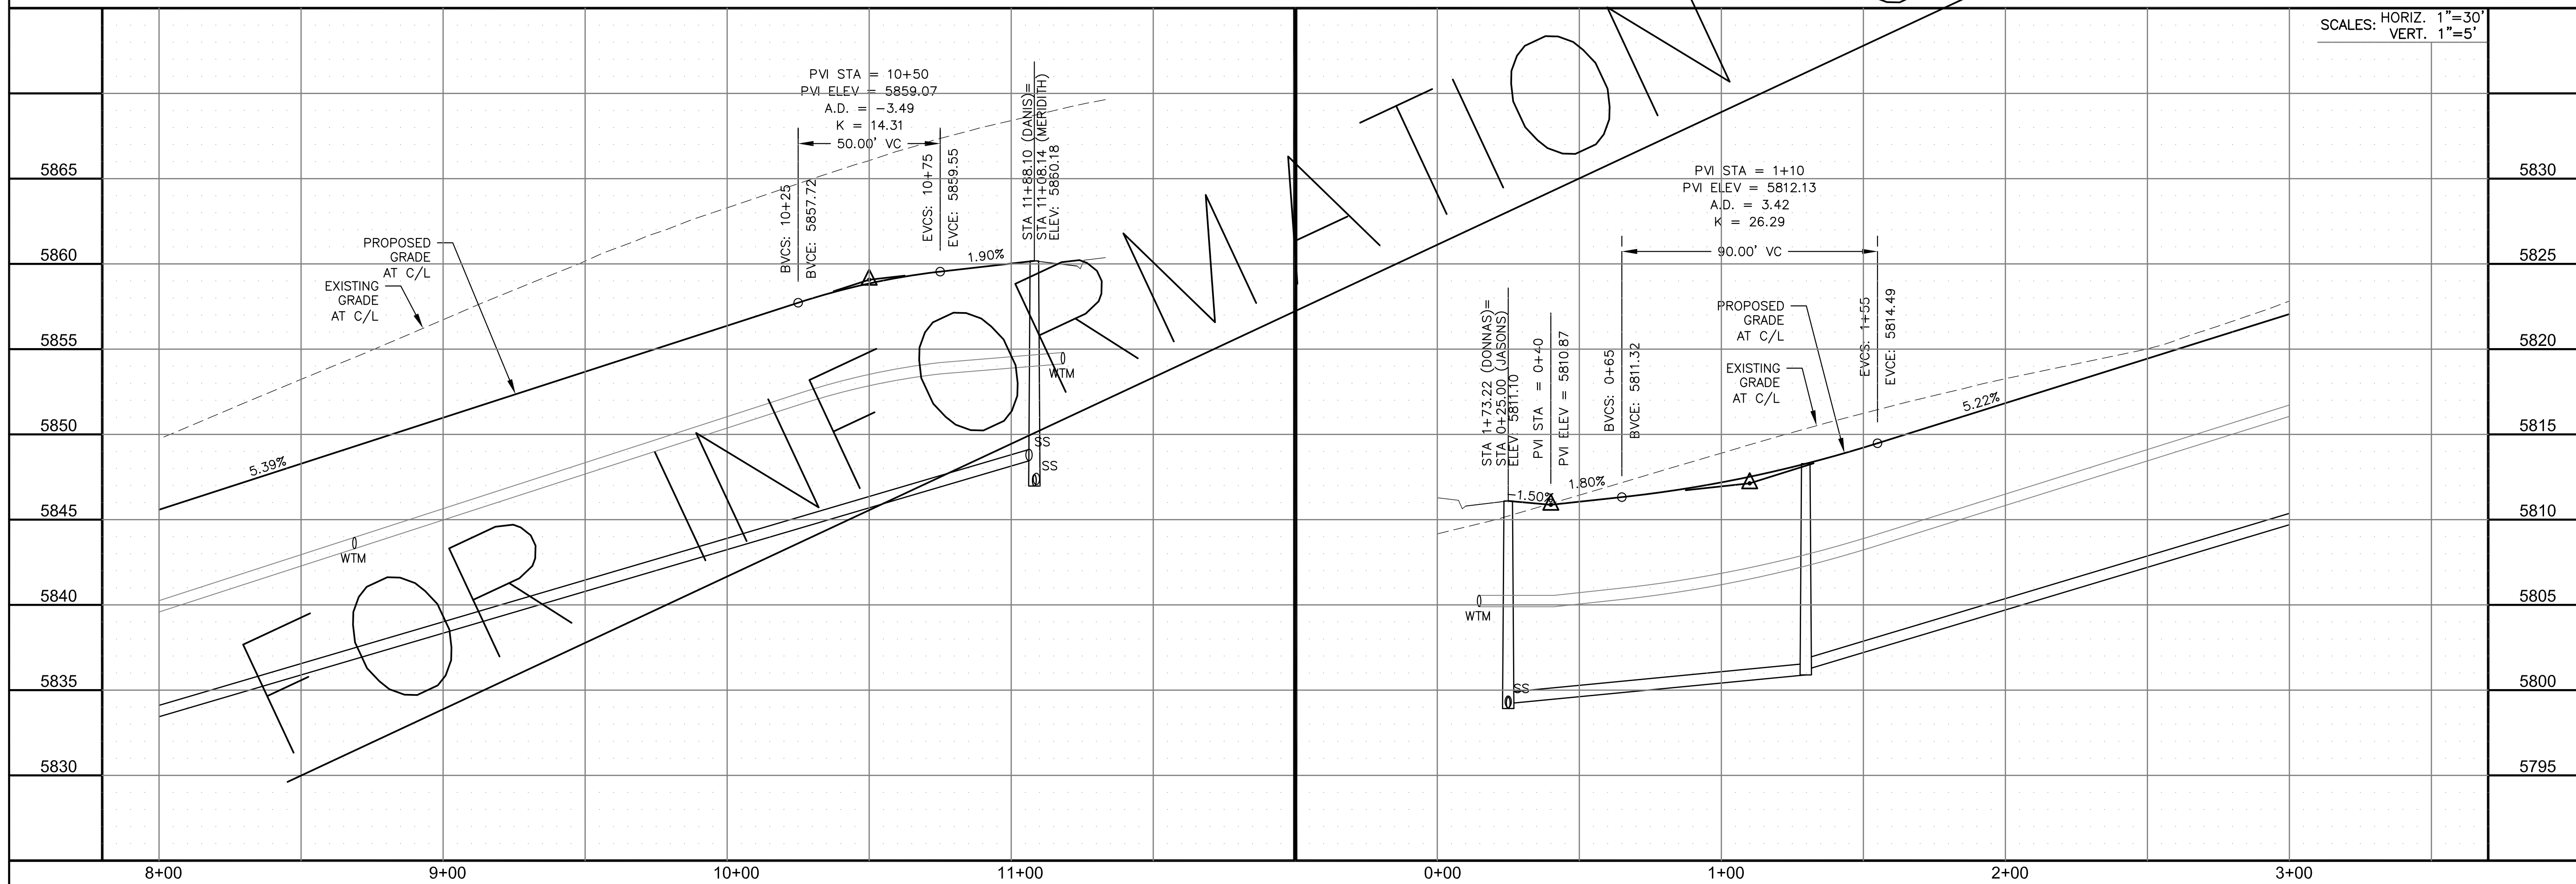 SCALES: HORIZ. 1"=30'
VERT. 1"=5'
FOR INFORMATION
PVI STA = 10+50
PVI ELEV = 5859.07
A.D. = -3.49
K = 14.31
50.00' VC
BVCS: 10+25
BVCE: 5857.72
EVCS: 10+75
EVCE: 5859.55
STA 11+88.10 (DANIS)=
STA 11+08.14 (MERIDITH)
ELEV: 5860.18
1.90%
PROPOSED
GRADE
AT C/L
EXISTING
GRADE
AT C/L
5.39%
WTM
WTM
SS
SS
5865
5860
5855
5850
5845
5840
5835
5830
8+00
9+00
10+00
11+00
PVI STA = 1+10
PVI ELEV = 5812.13
A.D. = 3.42
K = 26.29
90.00' VC
STA 1+73.22 (DONNAS)=
STA 0+25.00 (JASONS)
ELEV: 5811.10
PVI STA = 0+40
PVI ELEV = 5810.87
BVCS: 0+65
BVCE: 5811.32
EVCS: 1+55
EVCE: 5814.49
PROPOSED
GRADE
AT C/L
EXISTING
GRADE
AT C/L
-1.50%
1.80%
5.22%
WTM
SS
5830
5825
5820
5815
5810
5805
5800
5795
0+00
1+00
2+00
3+00